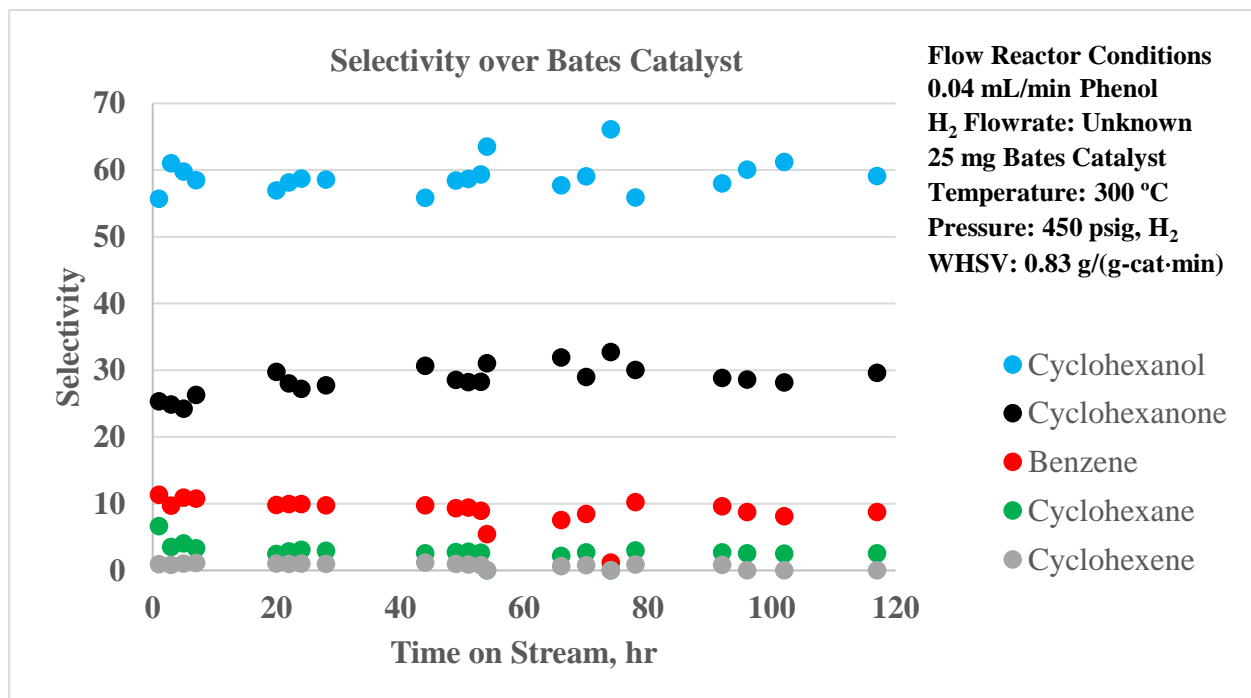 Selectivity over Bates Catalyst
Flow Reactor Conditions
0.04 mL/min Phenol
H₂ Flowrate: Unknown
25 mg Bates Catalyst
Temperature: 300 ºC
Pressure: 450 psig, H₂
WHSV: 0.83 g/(g-cat·min)
70
60
50
40
30
20
10
0
Selectivity
0 20 40 60 80 100 120
Time on Stream, hr
Cyclohexanol
Cyclohexanone
Benzene
Cyclohexane
Cyclohexene